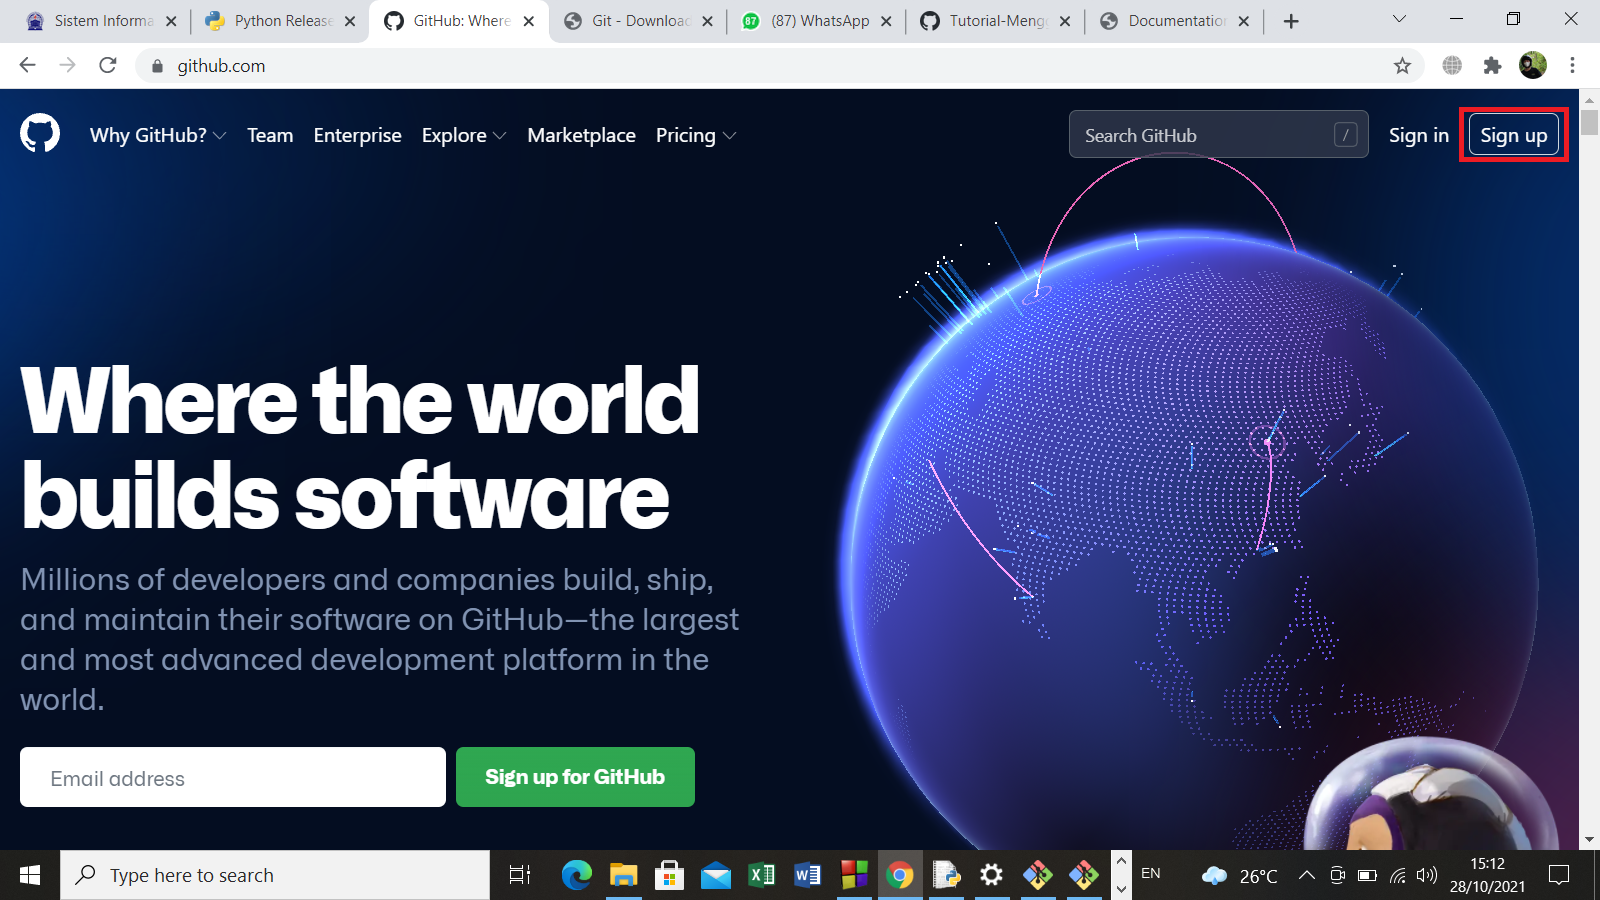 Sistem Informa
Python Release
GitHub: Where
Git - Download
(87) WhatsApp
Tutorial-Meng
Documentation
github.com
Why GitHub?
Team
Enterprise
Explore
Marketplace
Pricing
Search GitHub
/
Sign in
Sign up
Where the world
builds software
Millions of developers and companies build, ship,
and maintain their software on GitHub—the largest
and most advanced development platform in the
world.
Email address
Sign up for GitHub
Type here to search
EN
26°C
15:12
28/10/2021